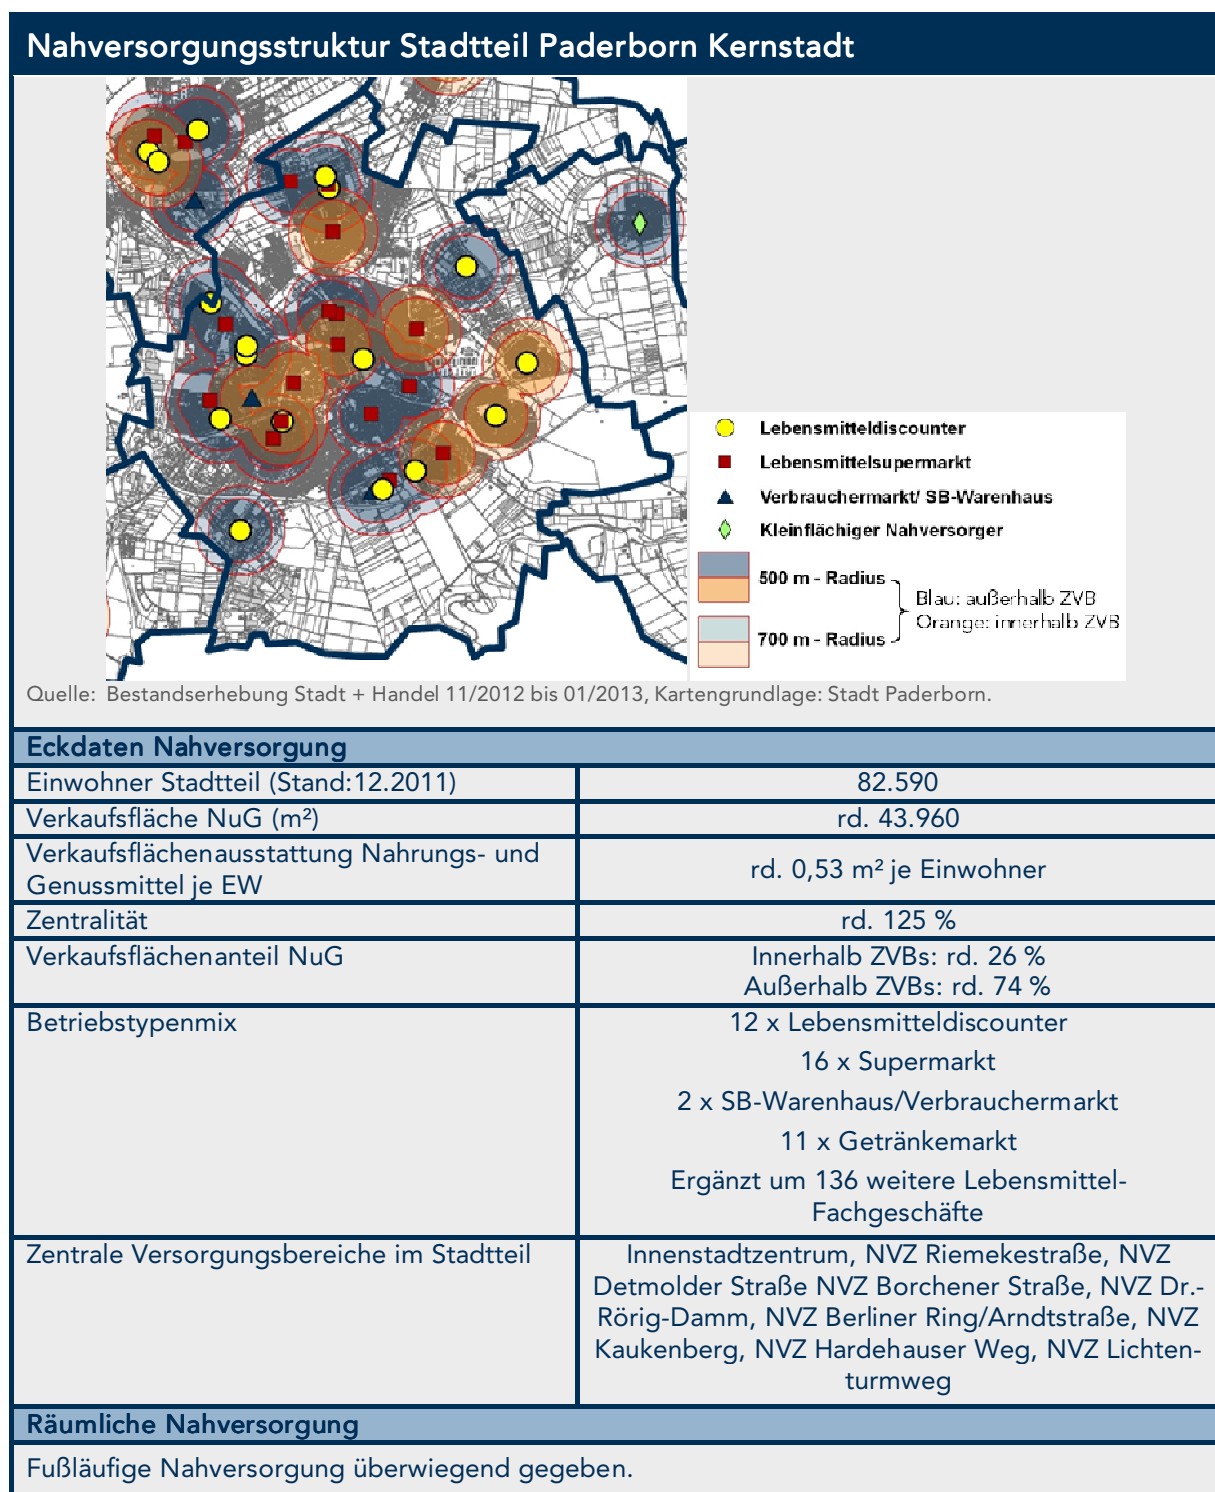 Nahversorgungsstruktur Stadtteil Paderborn Kernstadt
Lebensmitteldiscounter
Lebensmittelsupermarkt
Verbrauchermarkt/ SB-Warenhaus
Kleinflächiger Nahversorger
500 m - Radius
Blau: außerhalb ZVB
Orange: innerhalb ZVB
700 m - Radius
Quelle: Bestandserhebung Stadt + Handel 11/2012 bis 01/2013, Kartengrundlage: Stadt Paderborn.
Eckdaten Nahversorgung
Einwohner Stadtteil (Stand:12.2011)
82.590
Verkaufsfläche NuG (m²)
rd. 43.960
Verkaufsflächenausstattung Nahrungs- und
Genussmittel je EW
rd. 0,53 m² je Einwohner
Zentralität
rd. 125 %
Verkaufsflächenanteil NuG
Innerhalb ZVBs: rd. 26 %
Außerhalb ZVBs: rd. 74 %
Betriebstypenmix
12 x Lebensmitteldiscounter
16 x Supermarkt
2 x SB-Warenhaus/Verbrauchermarkt
11 x Getränkemarkt
Ergänzt um 136 weitere Lebensmittel-
Fachgeschäfte
Zentrale Versorgungsbereiche im Stadtteil
Innenstadtzentrum, NVZ Riemekestraße, NVZ
Detmolder Straße NVZ Borchener Straße, NVZ Dr.-
Rörig-Damm, NVZ Berliner Ring/Arndtstraße, NVZ
Kaukenberg, NVZ Hardehauser Weg, NVZ Lichten-
turmweg
Räumliche Nahversorgung
Fußläufige Nahversorgung überwiegend gegeben.